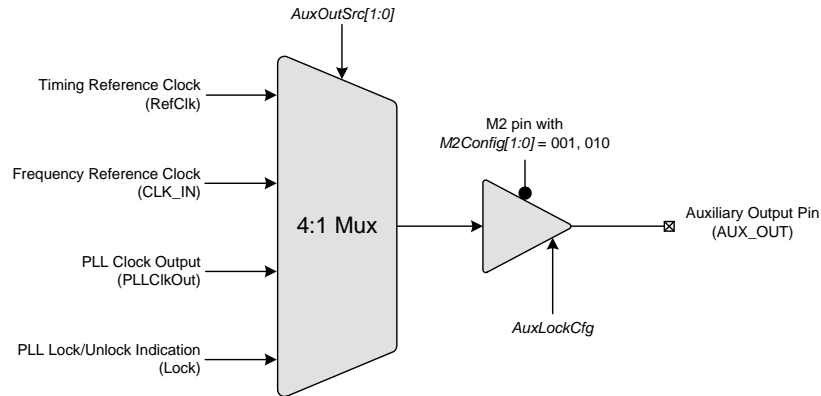 AuxOutSrc[1:0]
Timing Reference Clock
(RefClk)
M2 pin with
M2Config[1:0] = 001, 010
Frequency Reference Clock
(CLK_IN)
4:1 Mux
Auxiliary Output Pin
(AUX_OUT)
PLL Clock Output
(PLLClkOut)
AuxLockCfg
PLL Lock/Unlock Indication
(Lock)